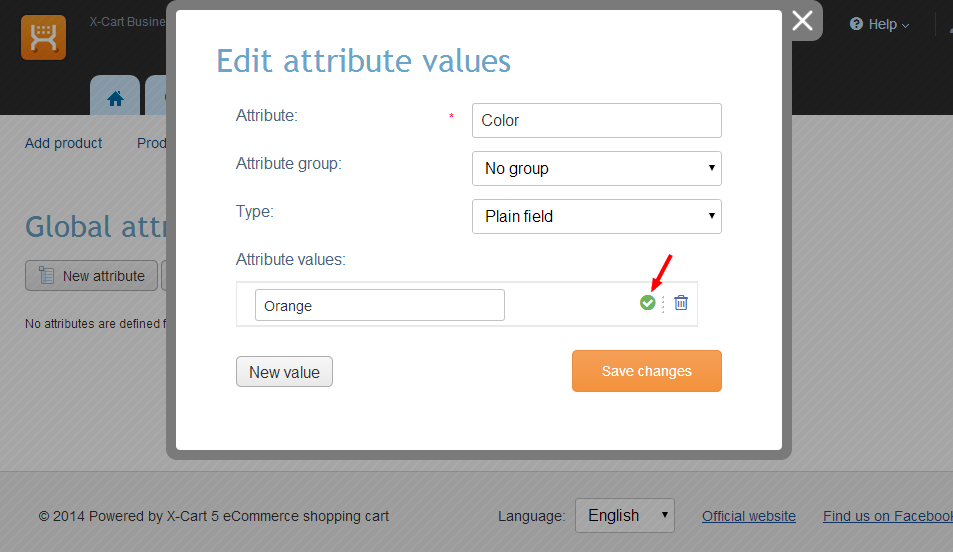 X-Cart Busine
Help
Edit attribute values
Attribute: * Color
Attribute group: No group
Type: Plain field
Attribute values:
Orange
New value Save changes
Add product Prod
Global attr
New attribute
No attributes are defined f
© 2014 Powered by X-Cart 5 eCommerce shopping cart Language: English Official website Find us on Facebook